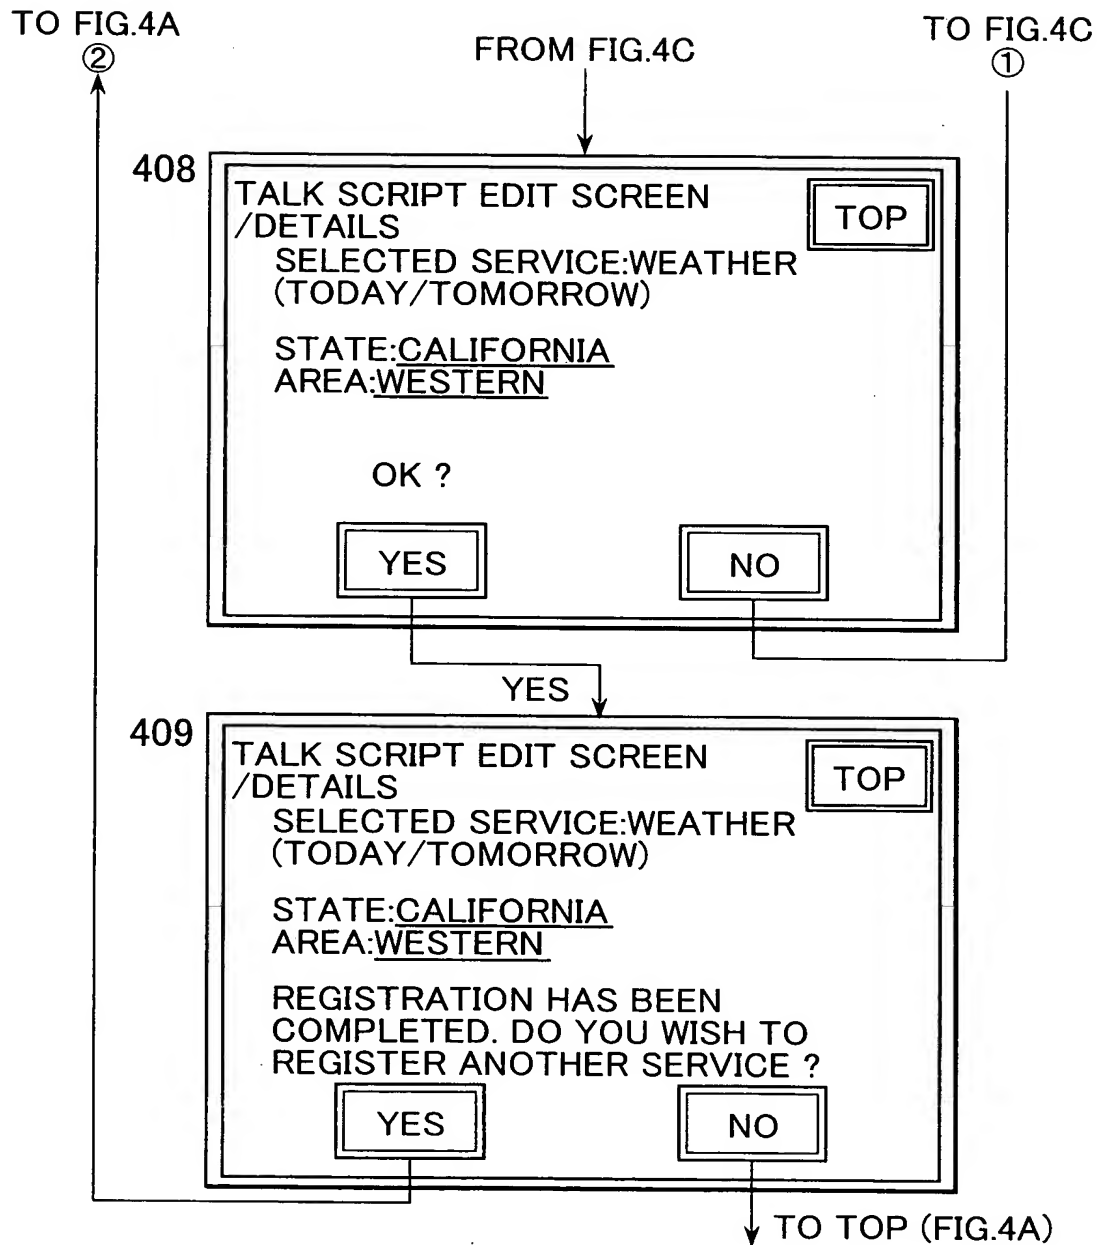 TO FIG.4A
②
FROM FIG.4C
TO FIG.4C
①
408
TALK SCRIPT EDIT SCREEN
/DETAILS
TOP
SELECTED SERVICE:WEATHER
(TODAY/TOMORROW)
STATE:CALIFORNIA
AREA:WESTERN
OK ?
YES
NO
YES
409
TALK SCRIPT EDIT SCREEN
/DETAILS
TOP
SELECTED SERVICE:WEATHER
(TODAY/TOMORROW)
STATE:CALIFORNIA
AREA:WESTERN
REGISTRATION HAS BEEN
COMPLETED. DO YOU WISH TO
REGISTER ANOTHER SERVICE ?
YES
NO
TO TOP (FIG.4A)